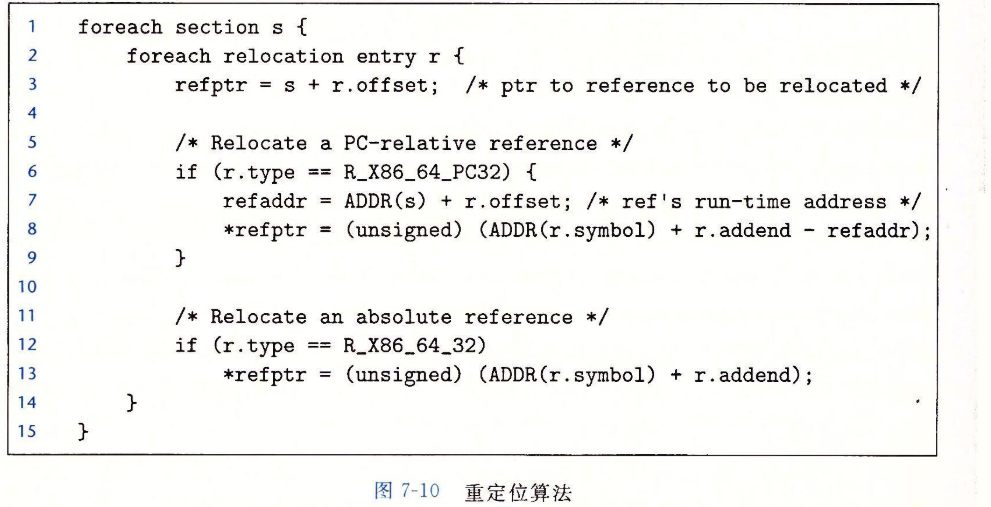 1 foreach section s {
2 foreach relocation entry r {
3 refptr = s + r.offset; /* ptr to reference to be relocated */
4
5 /* Relocate a PC-relative reference */
6 if (r.type == R_X86_64_PC32) {
7 refaddr = ADDR(s) + r.offset; /* ref's run-time address */
8 *refptr = (unsigned) (ADDR(r.symbol) + r.addend - refaddr);
9 }
10
11 /* Relocate an absolute reference */
12 if (r.type == R_X86_64_32)
13 *refptr = (unsigned) (ADDR(r.symbol) + r.addend);
14 }
15 }
图 7-10 重定位算法